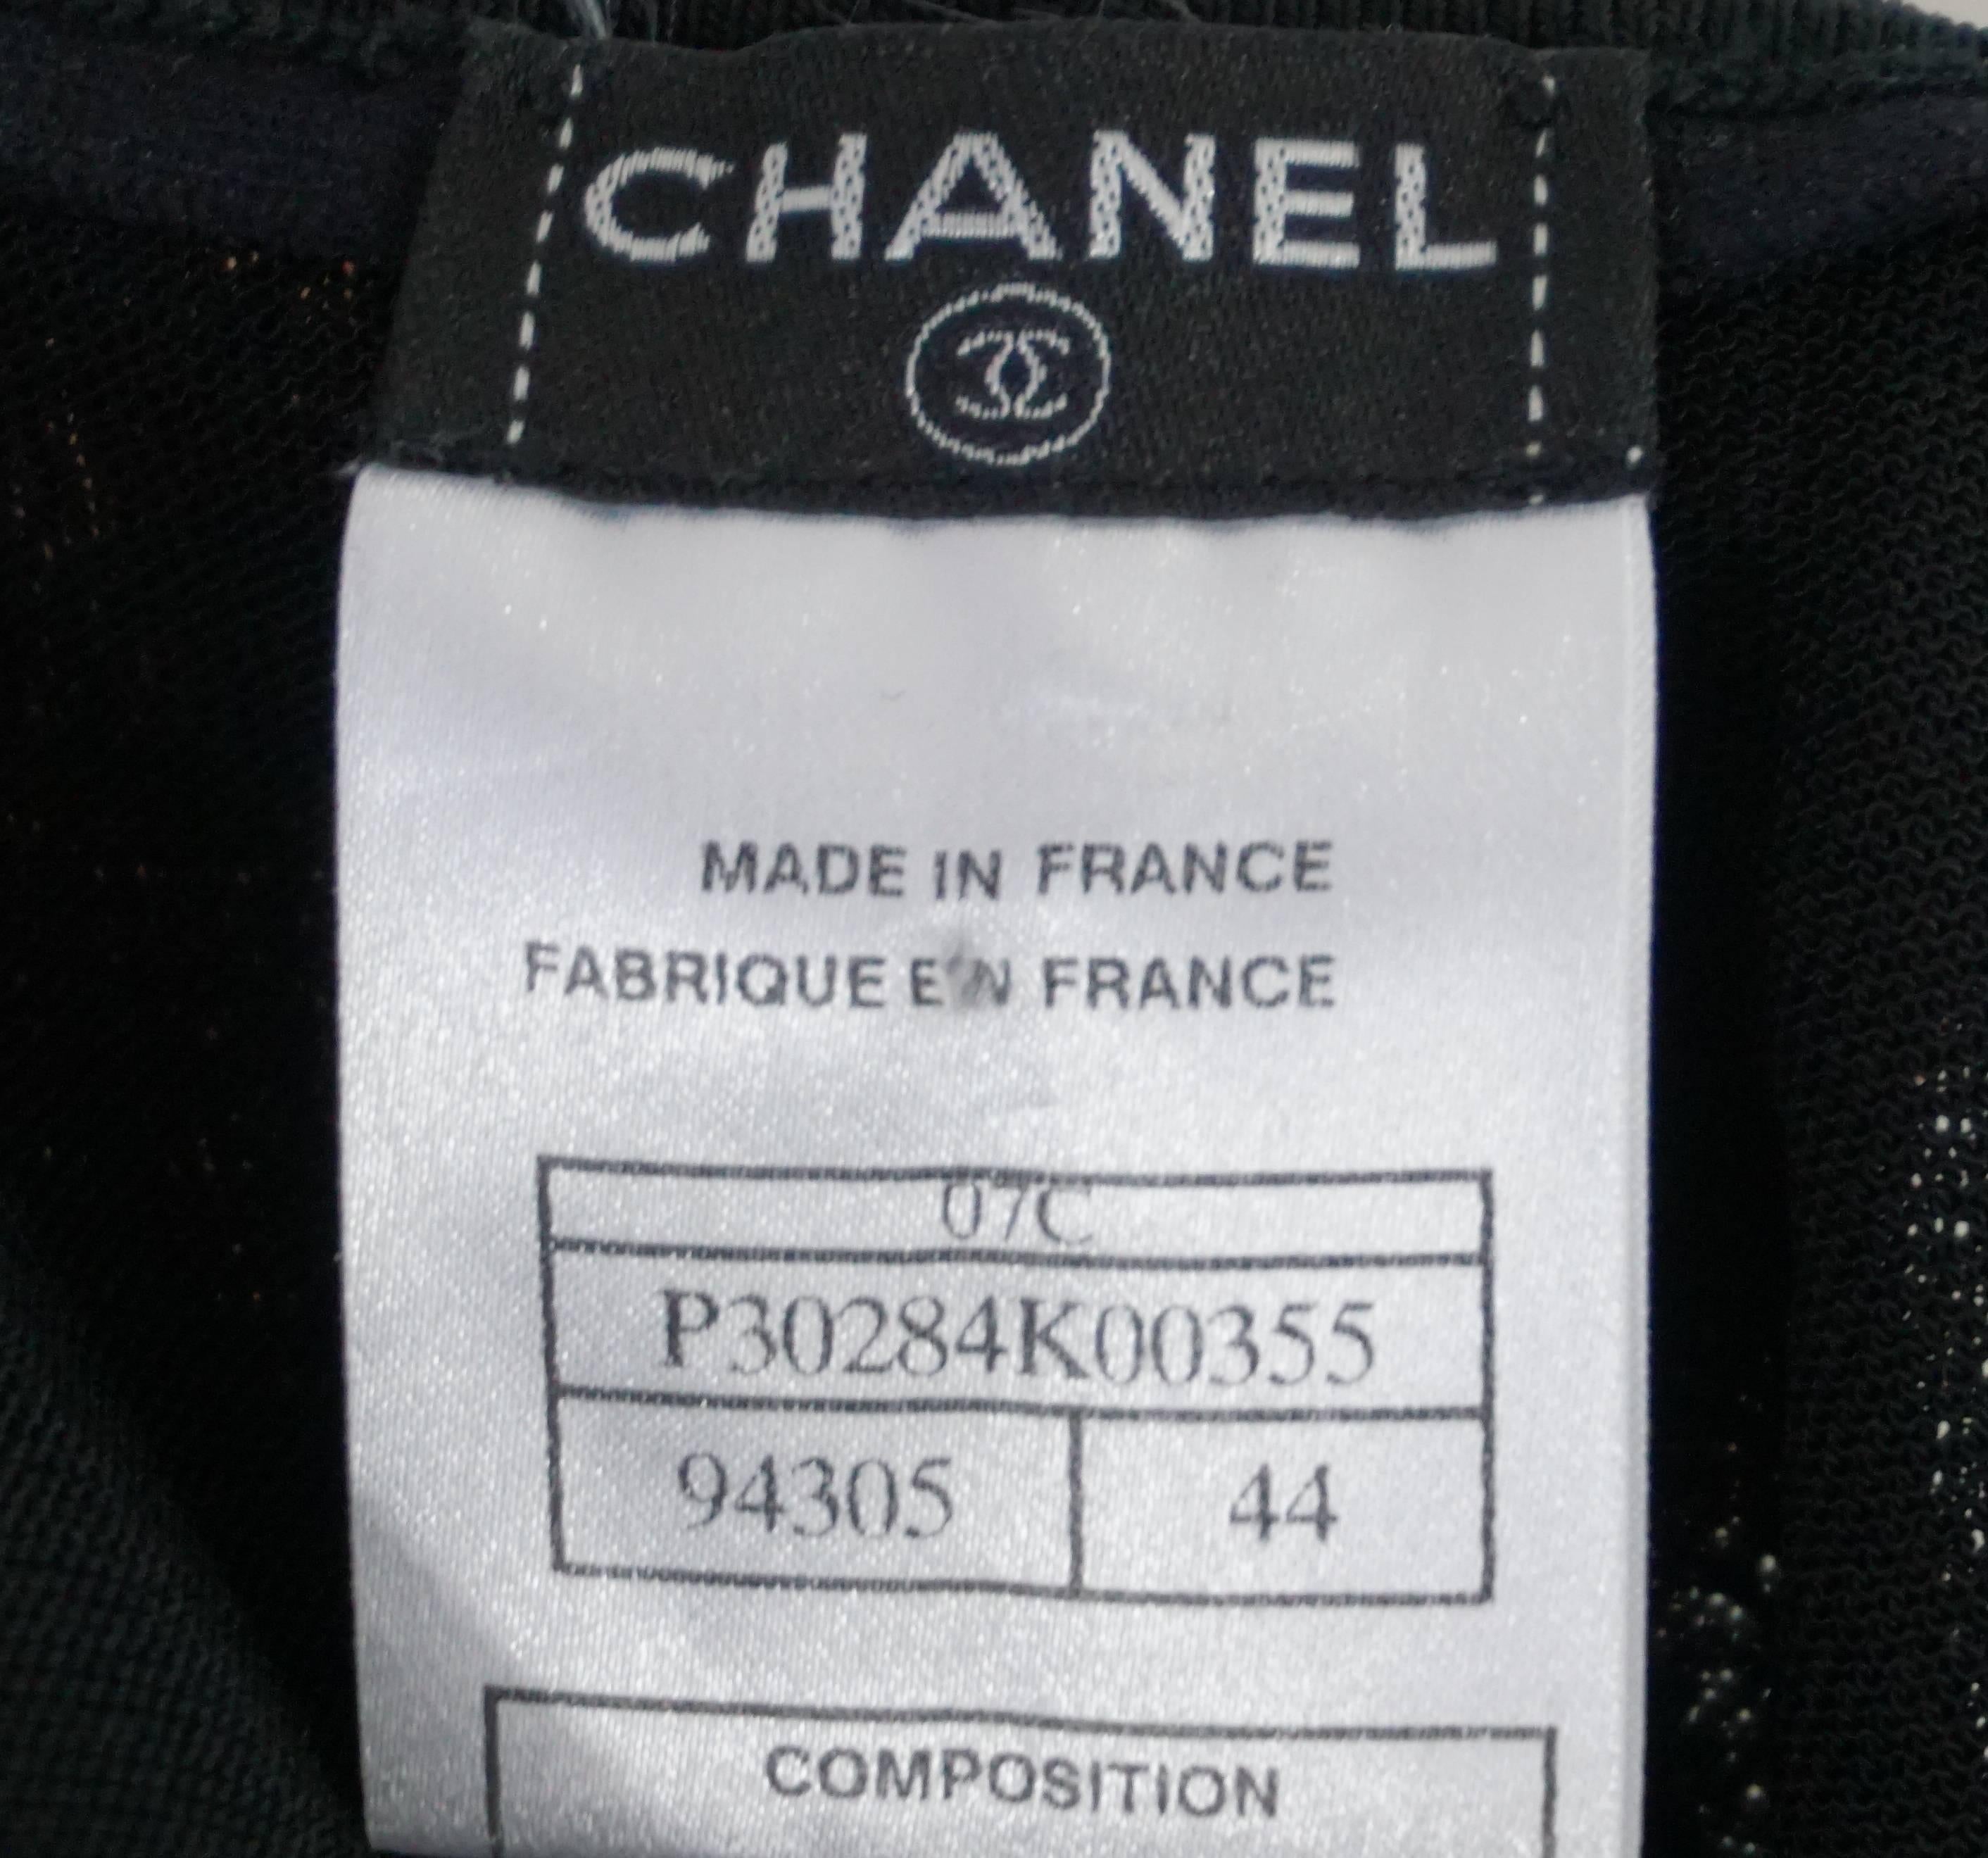 CHANEL
MADE IN FRANCE
FABRIQUE EN FRANCE
07C
P30284K00355
94305 44
COMPOSITION